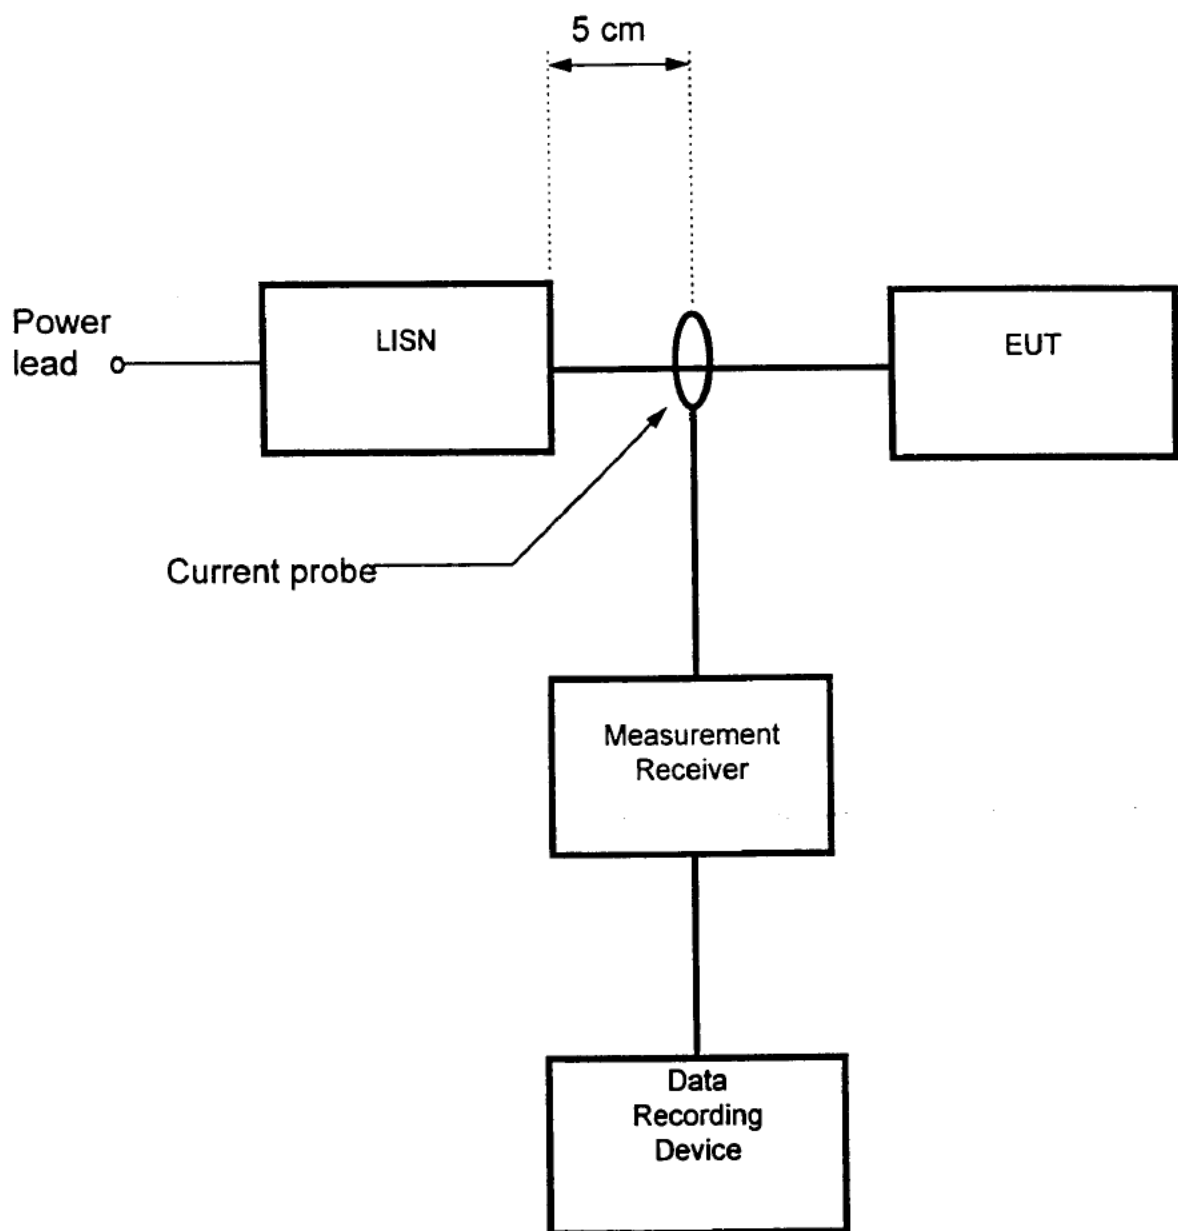 5 cm
Power
lead
LISN
EUT
Current probe
Measurement
Receiver
Data
Recording
Device